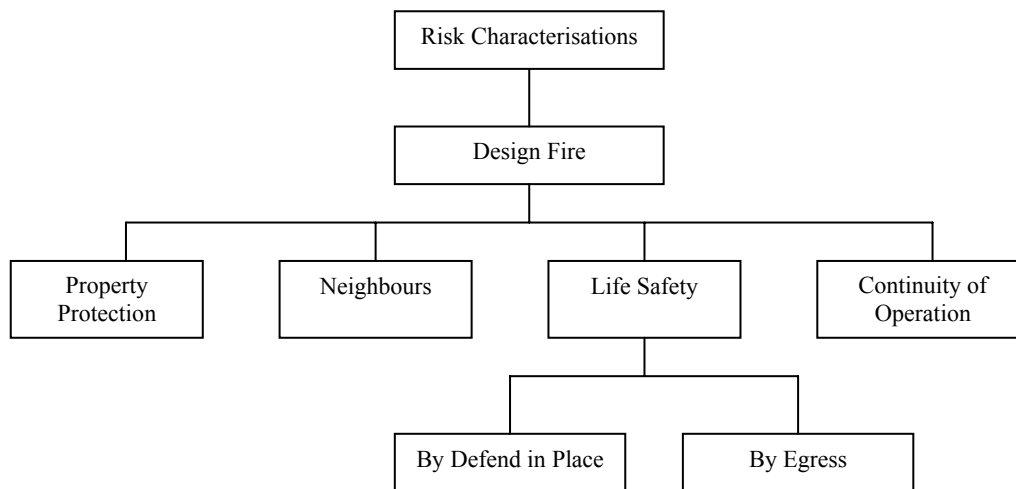 Risk Characterisations
Design Fire
Property
Protection
Neighbours
Life Safety
Continuity of
Operation
By Defend in Place
By Egress